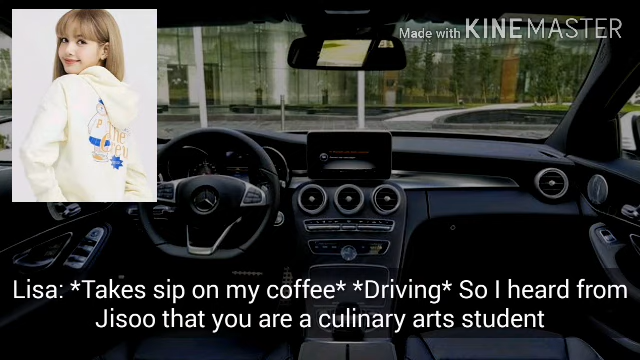 Made with KINEMASTER
Lisa: *Takes sip on my coffee* *Driving* So I heard from
Jisoo that you are a culinary arts student